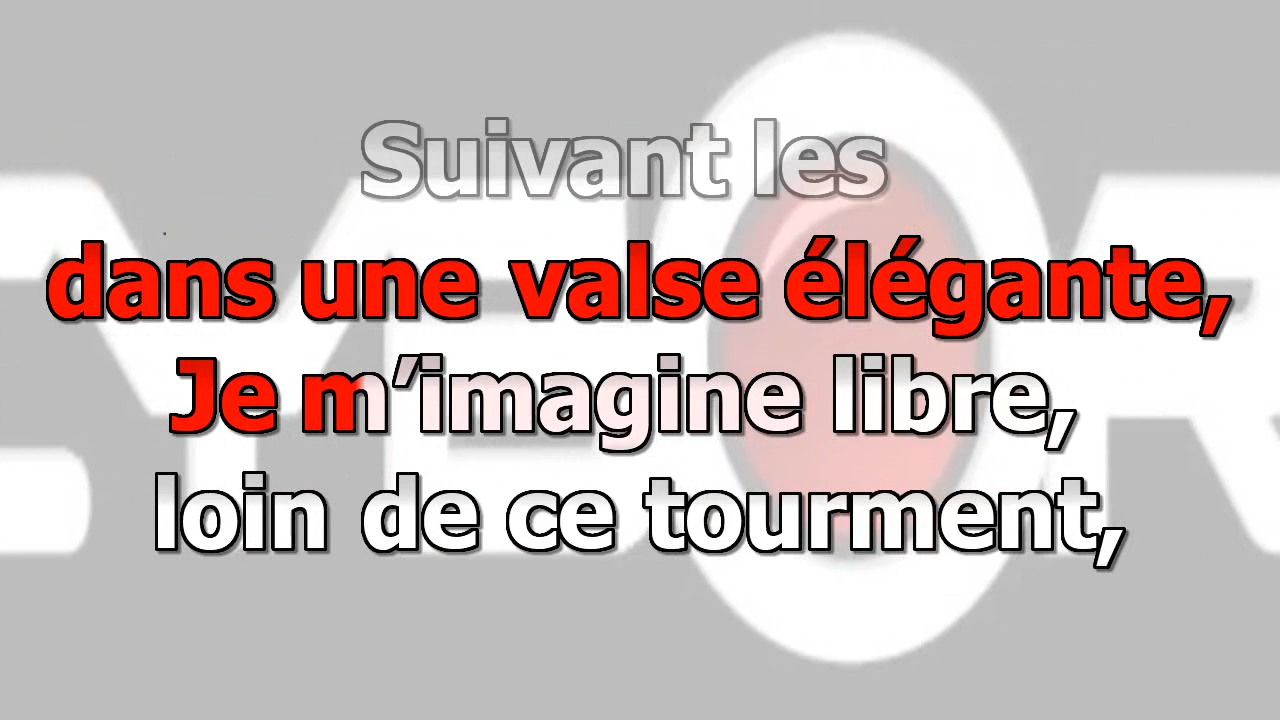 Suivant les
dans une valse élégante,
Je m’imagine libre,
loin de ce tourment,